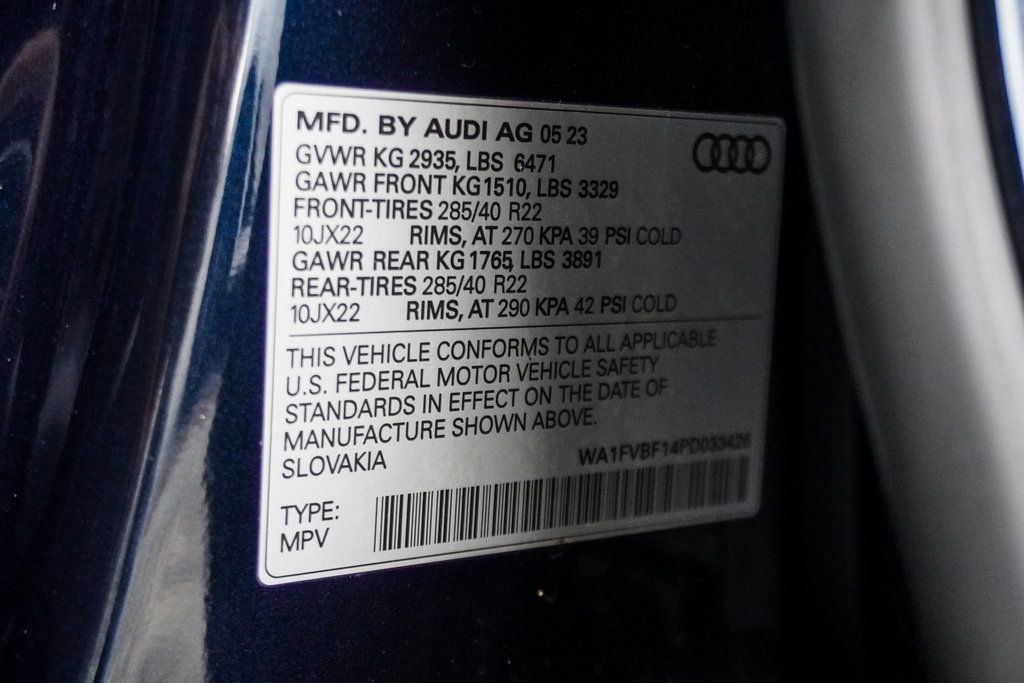 MFD. BY AUDI AG 05 23
GVWR KG 2935, LBS 6471
GAWR FRONT KG1510, LBS 3329
FRONT-TIRES 285/40 R22
10JX22 RIMS, AT 270 KPA 39 PSI COLD
GAWR REAR KG 1765, LBS 3891
REAR-TIRES 285/40 R22
10JX22 RIMS, AT 290 KPA 42 PSI COLD
THIS VEHICLE CONFORMS TO ALL APPLICABLE
U.S. FEDERAL MOTOR VEHICLE SAFETY
STANDARDS IN EFFECT ON THE DATE OF
MANUFACTURE SHOWN ABOVE.
SLOVAKIA WA1FVBF14PD033426
TYPE:
MPV